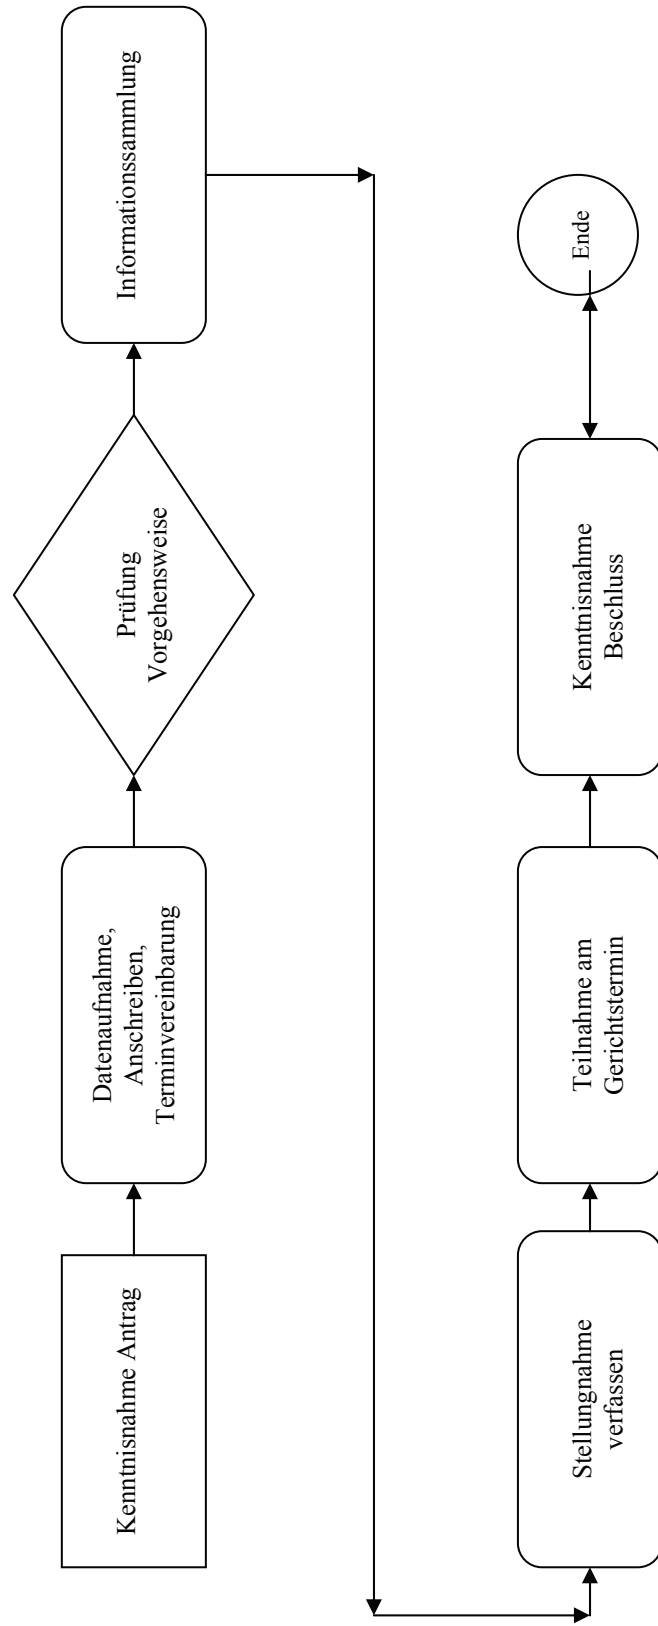 Kenntnisnahme Antrag
Datenaufnahme,
Anschreiben,
Terminvereinbarung
Prüfung
Vorgehensweise
Informationssammlung
Stellungnahme
verfassen
Teilnahme am
Gerichtstermin
Kenntnisnahme
Beschluss
Ende